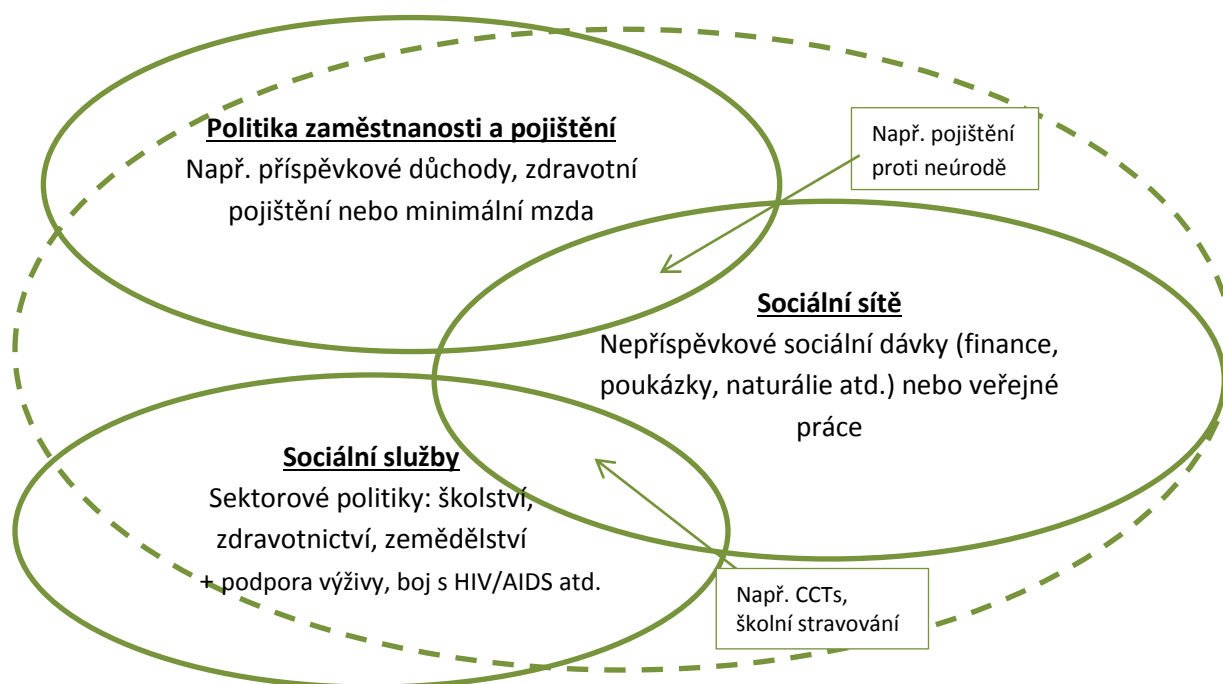 Politika zaměstnanosti a pojištění
Např. příspěvkové důchody, zdravotní
pojištění nebo minimální mzda
Např. pojištění
proti neúrodě
Sociální sítě
Nepříspěvkové sociální dávky (finance,
poukázky, naturálie atd.) nebo veřejné
práce
Sociální služby
Sektorové politiky: školství,
zdravotnictví, zemědělství
+ podpora výživy, boj s HIV/AIDS atd.
Např. CCTs,
školní stravování